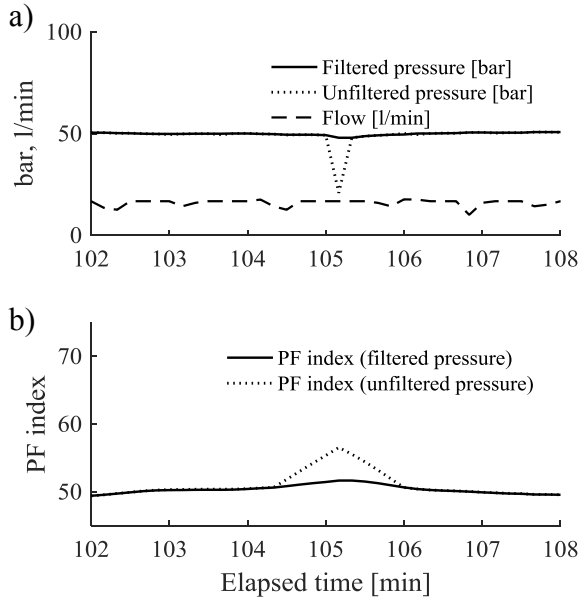 a)
100
Filtered pressure [bar]
Unfiltered pressure [bar]
Flow [l/min]
50
0
bar, l/min
102 103 104 105 106 107 108
b)
70
PF index (filtered pressure)
PF index (unfiltered pressure)
60
50
PF index
102 103 104 105 106 107 108
Elapsed time [min]